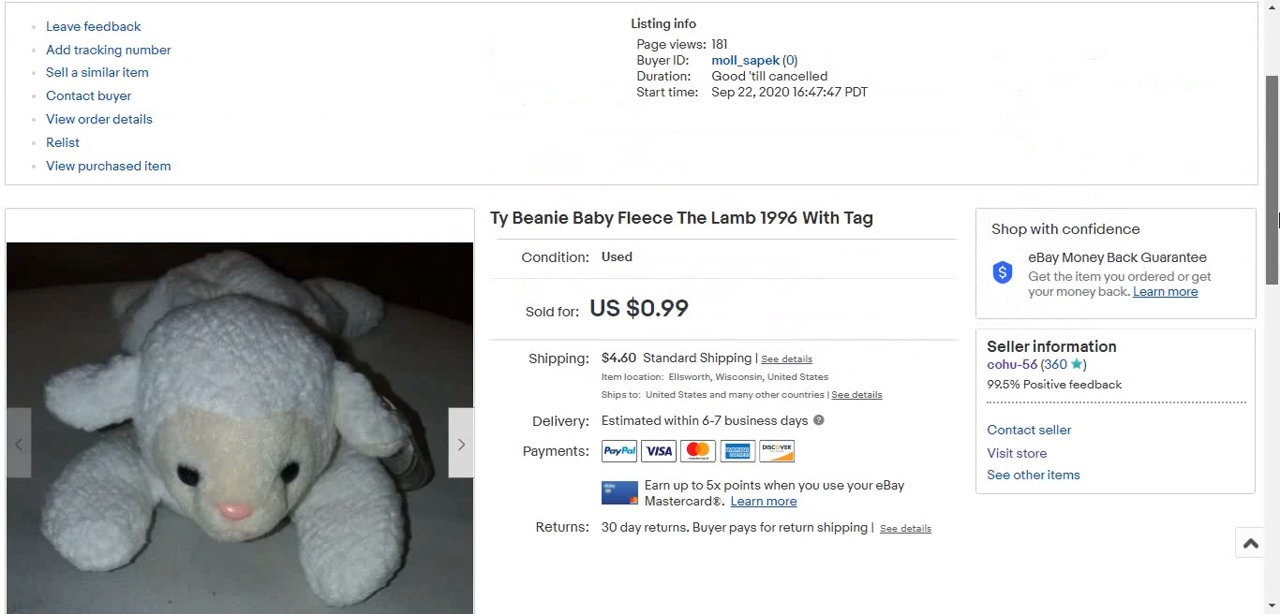 Leave feedback
Add tracking number
Sell a similar item
Contact buyer
View order details
Relist
View purchased item
Listing info
Page views: 181
Buyer ID: moll_sapek (0)
Duration: Good 'till cancelled
Start time: Sep 22, 2020 16:47:47 PDT
Ty Beanie Baby Fleece The Lamb 1996 With Tag
Condition: Used
Sold for: US $0.99
Shipping: $4.60 Standard Shipping | See details
Item location: Ellsworth, Wisconsin, United States
Ships to: United States and many other countries | See details
Delivery: Estimated within 6-7 business days
Payments: PayPal VISA MasterCard AMERICAN EXPRESS DISCOVER
Earn up to 5x points when you use your eBay
Mastercard®. Learn more
Returns: 30 day returns. Buyer pays for return shipping | See details
Shop with confidence
eBay Money Back Guarantee
Get the item you ordered or get
your money back. Learn more
Seller information
cohu-56 (360)
99.5% Positive feedback
Contact seller
Visit store
See other items